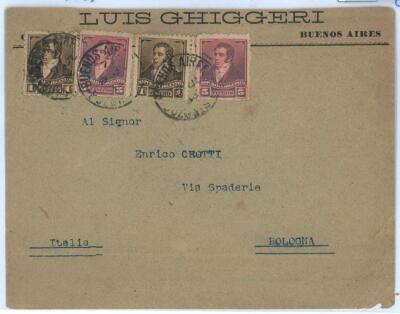 LUIS GHIGGERI
BUENOS AIRES
Al Signor
Enrico CROTTI
Via Spaderie
Italia BOLOGNA